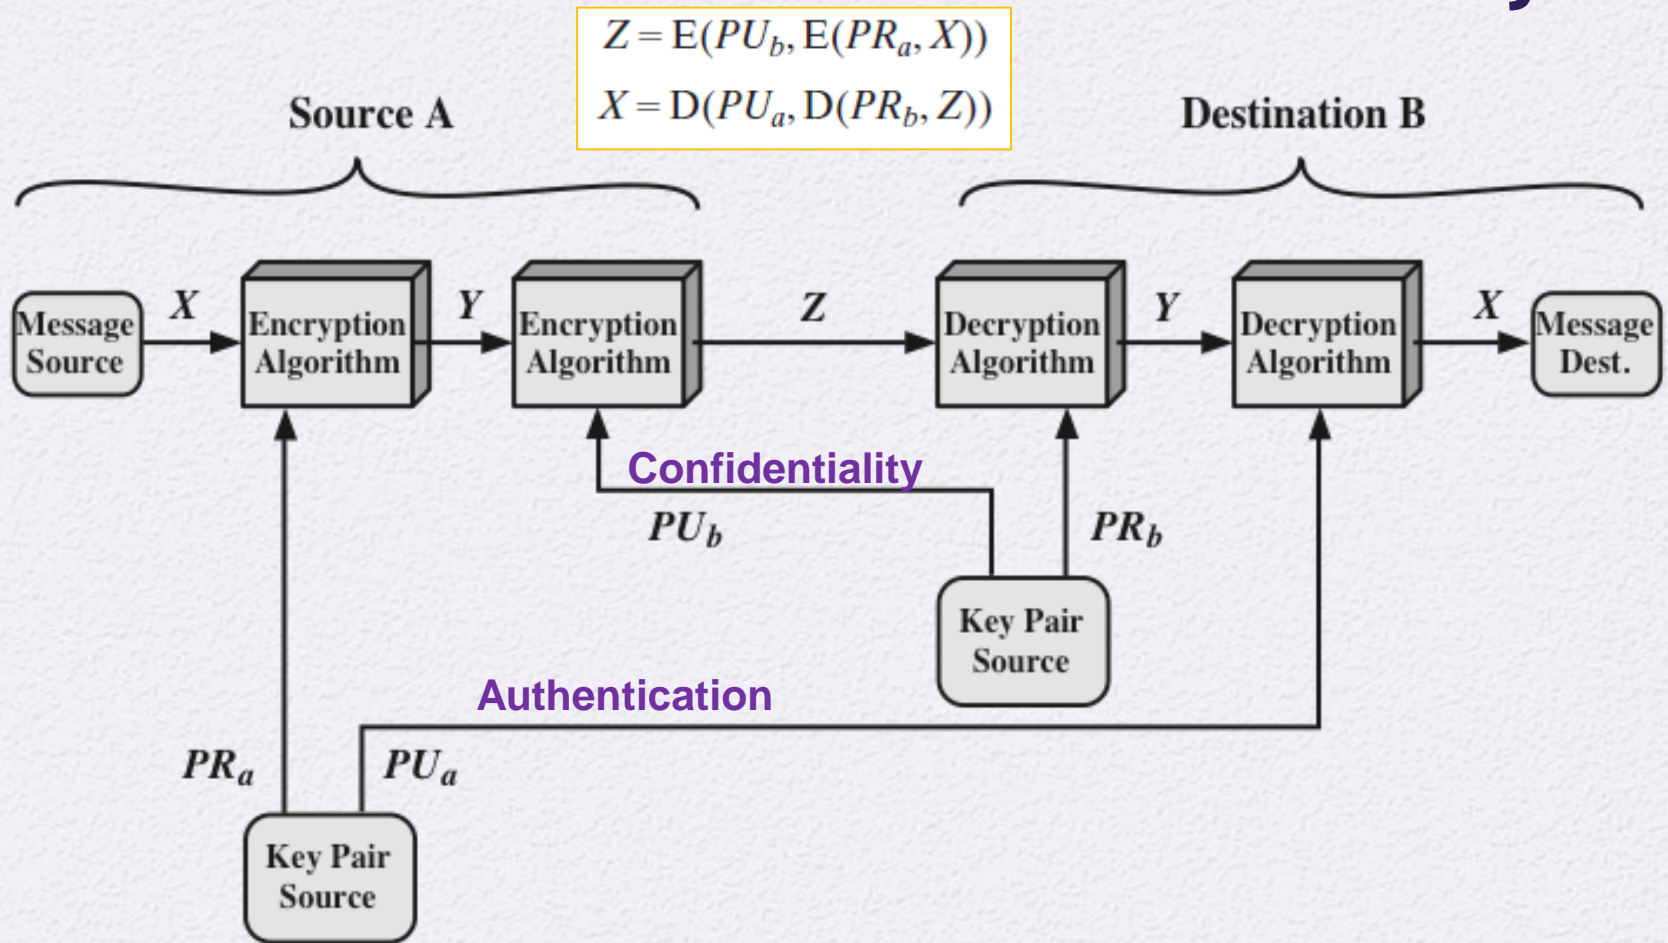 Z = E(PU_b, E(PR_a, X))
X = D(PU_a, D(PR_b, Z))
Source A
Destination B
Message
Source
X
Encryption
Algorithm
Y
Encryption
Algorithm
Z
Decryption
Algorithm
Y
Decryption
Algorithm
X
Message
Dest.
Confidentiality
PU_b
PR_b
Key Pair
Source
Authentication
PR_a
PU_a
Key Pair
Source